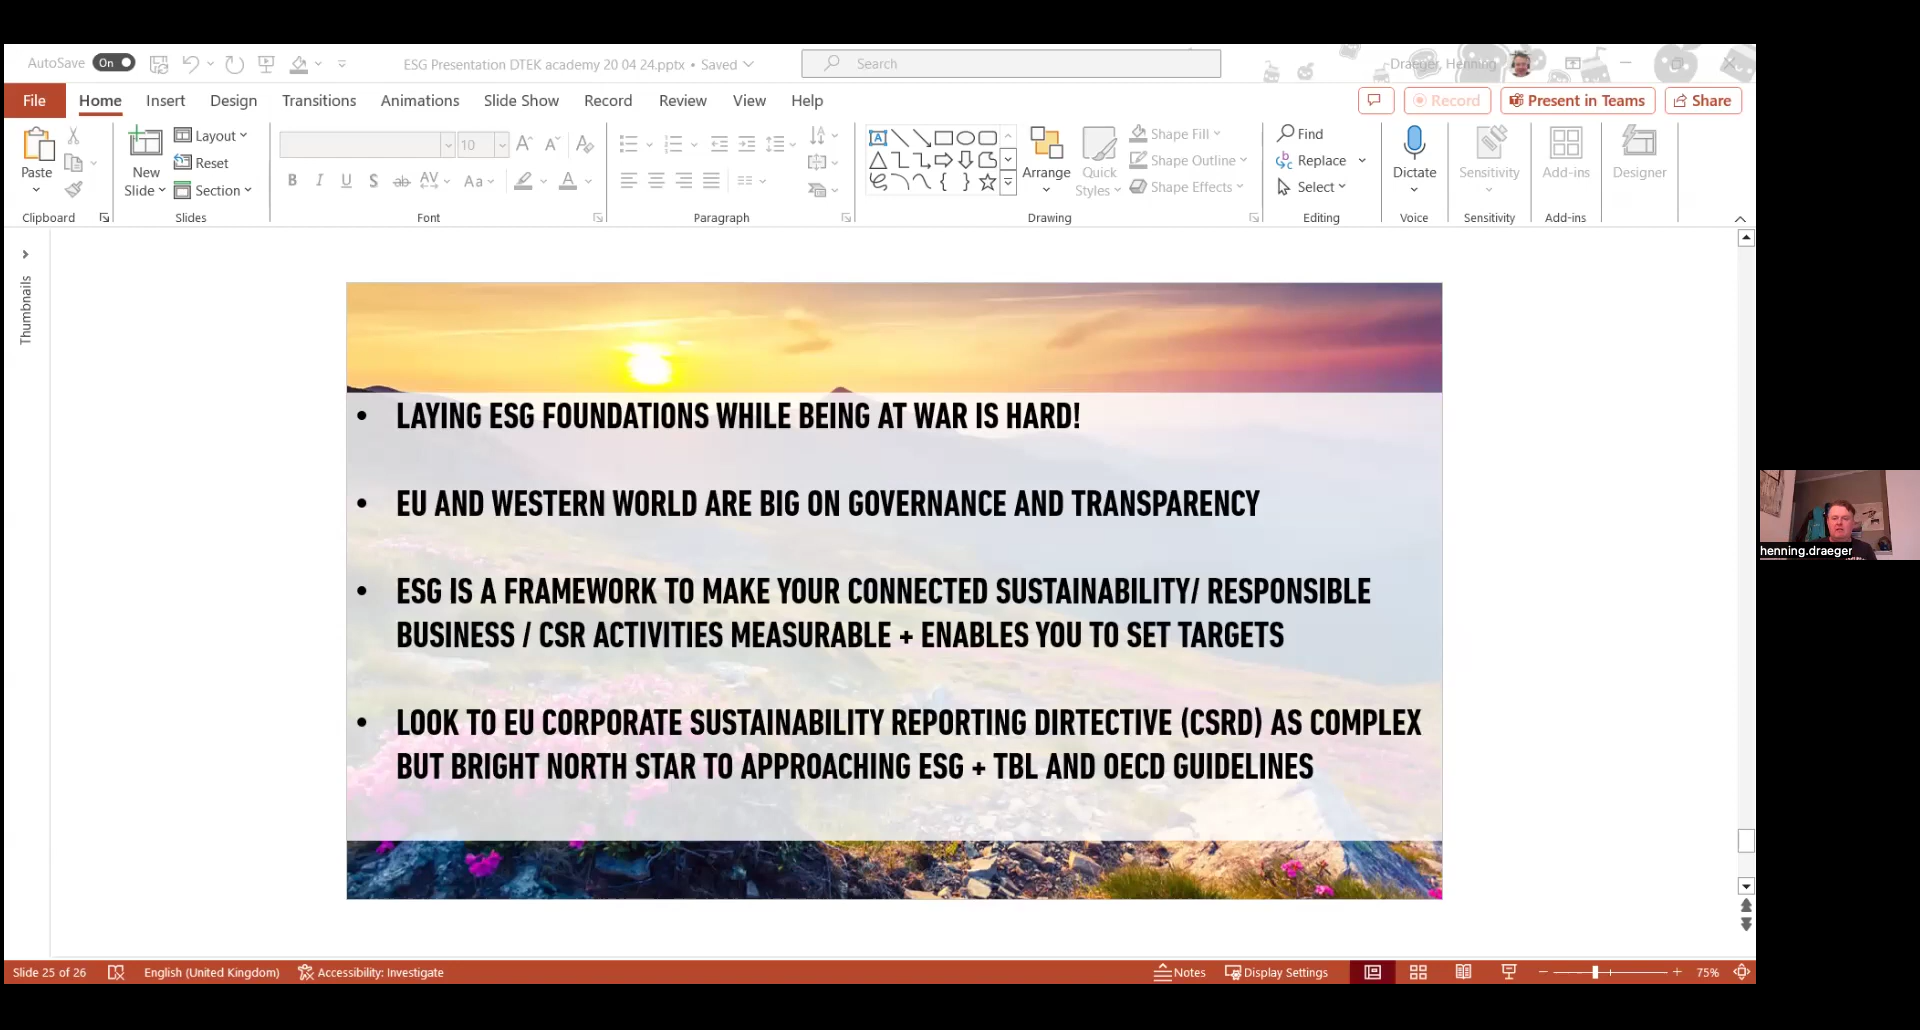 AutoSave On ESG Presentation DTEK academy 20 04 24.pptx • Saved Search Draeger, Henning
File Home Insert Design Transitions Animations Slide Show Record Review View Help Record Present in Teams Share
Paste New Slide Layout Reset Section 10 Arrange Quick Styles Shape Fill Shape Outline Shape Effects Find Replace Select Dictate Sensitivity Add-ins Designer
Clipboard Slides Font Paragraph Drawing Editing Voice Sensitivity Add-ins
Thumbnails
• LAYING ESG FOUNDATIONS WHILE BEING AT WAR IS HARD!
• EU AND WESTERN WORLD ARE BIG ON GOVERNANCE AND TRANSPARENCY
• ESG IS A FRAMEWORK TO MAKE YOUR CONNECTED SUSTAINABILITY/ RESPONSIBLE
BUSINESS / CSR ACTIVITIES MEASURABLE + ENABLES YOU TO SET TARGETS
• LOOK TO EU CORPORATE SUSTAINABILITY REPORTING DIRTECTIVE (CSRD) AS COMPLEX
BUT BRIGHT NORTH STAR TO APPROACHING ESG + TBL AND OECD GUIDELINES
henning.draeger
Slide 25 of 26 English (United Kingdom) Accessibility: Investigate Notes Display Settings 75%